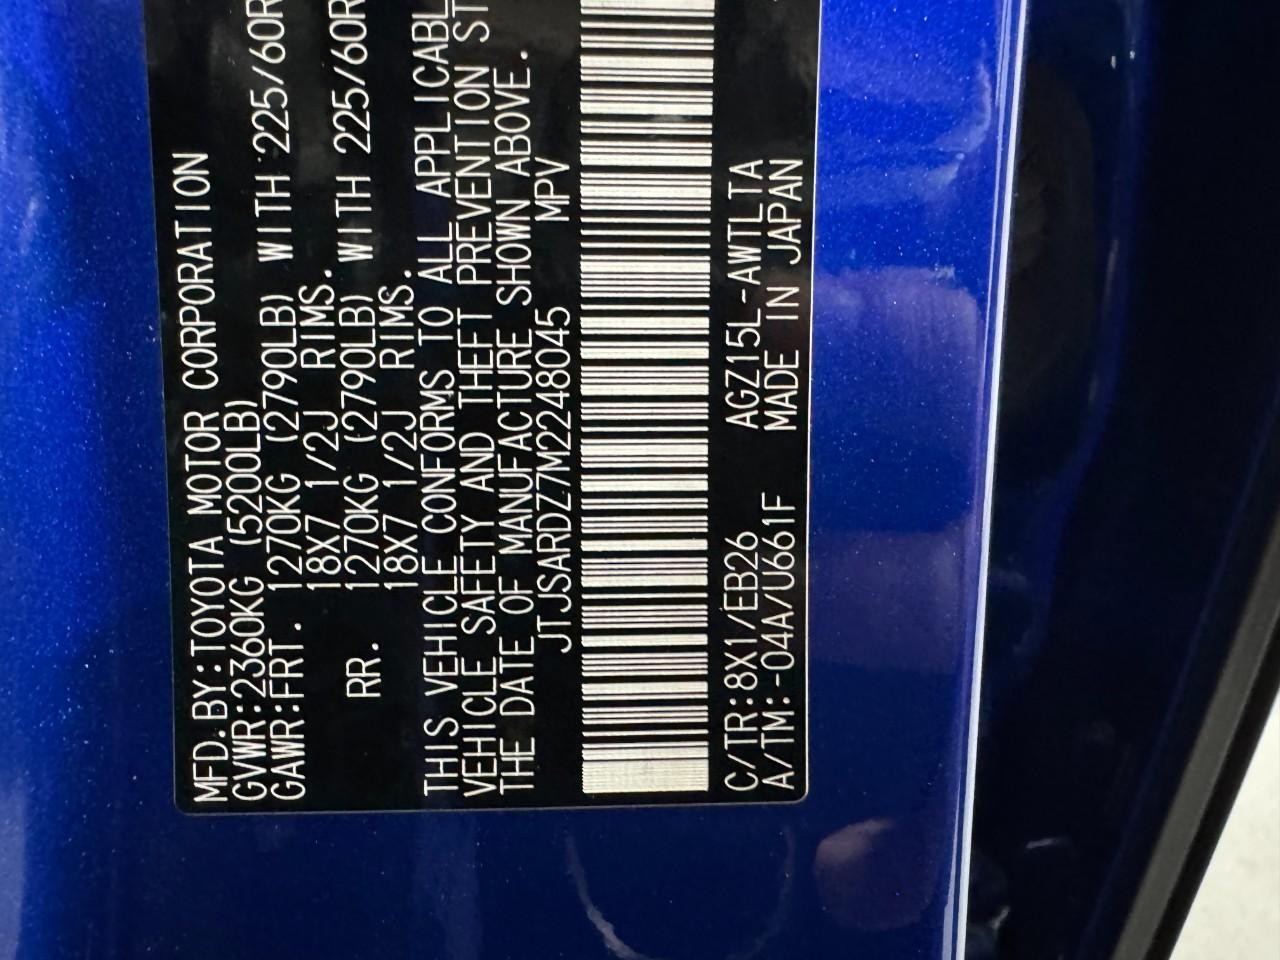 MFD.BY:TOYOTA MOTOR CORPORATION
GVWR:2360KG (5200LB)
GAWR:FRT. 1270KG (2790LB) WITH 225/60R
18X7 1/2J RIMS.
RR. 1270KG (2790LB) WITH 225/60R
18X7 1/2J RIMS.
THIS VEHICLE CONFORMS TO ALL APPLICABL
VEHICLE SAFETY AND THEFT PREVENTION ST
THE DATE OF MANUFACTURE SHOWN ABOVE.
JTJSARDZ7M2248045 MPV
C/TR:8X1/EB26 AGZ15L-AWTLTA
A/TM:-04A/U661F MADE IN JAPAN